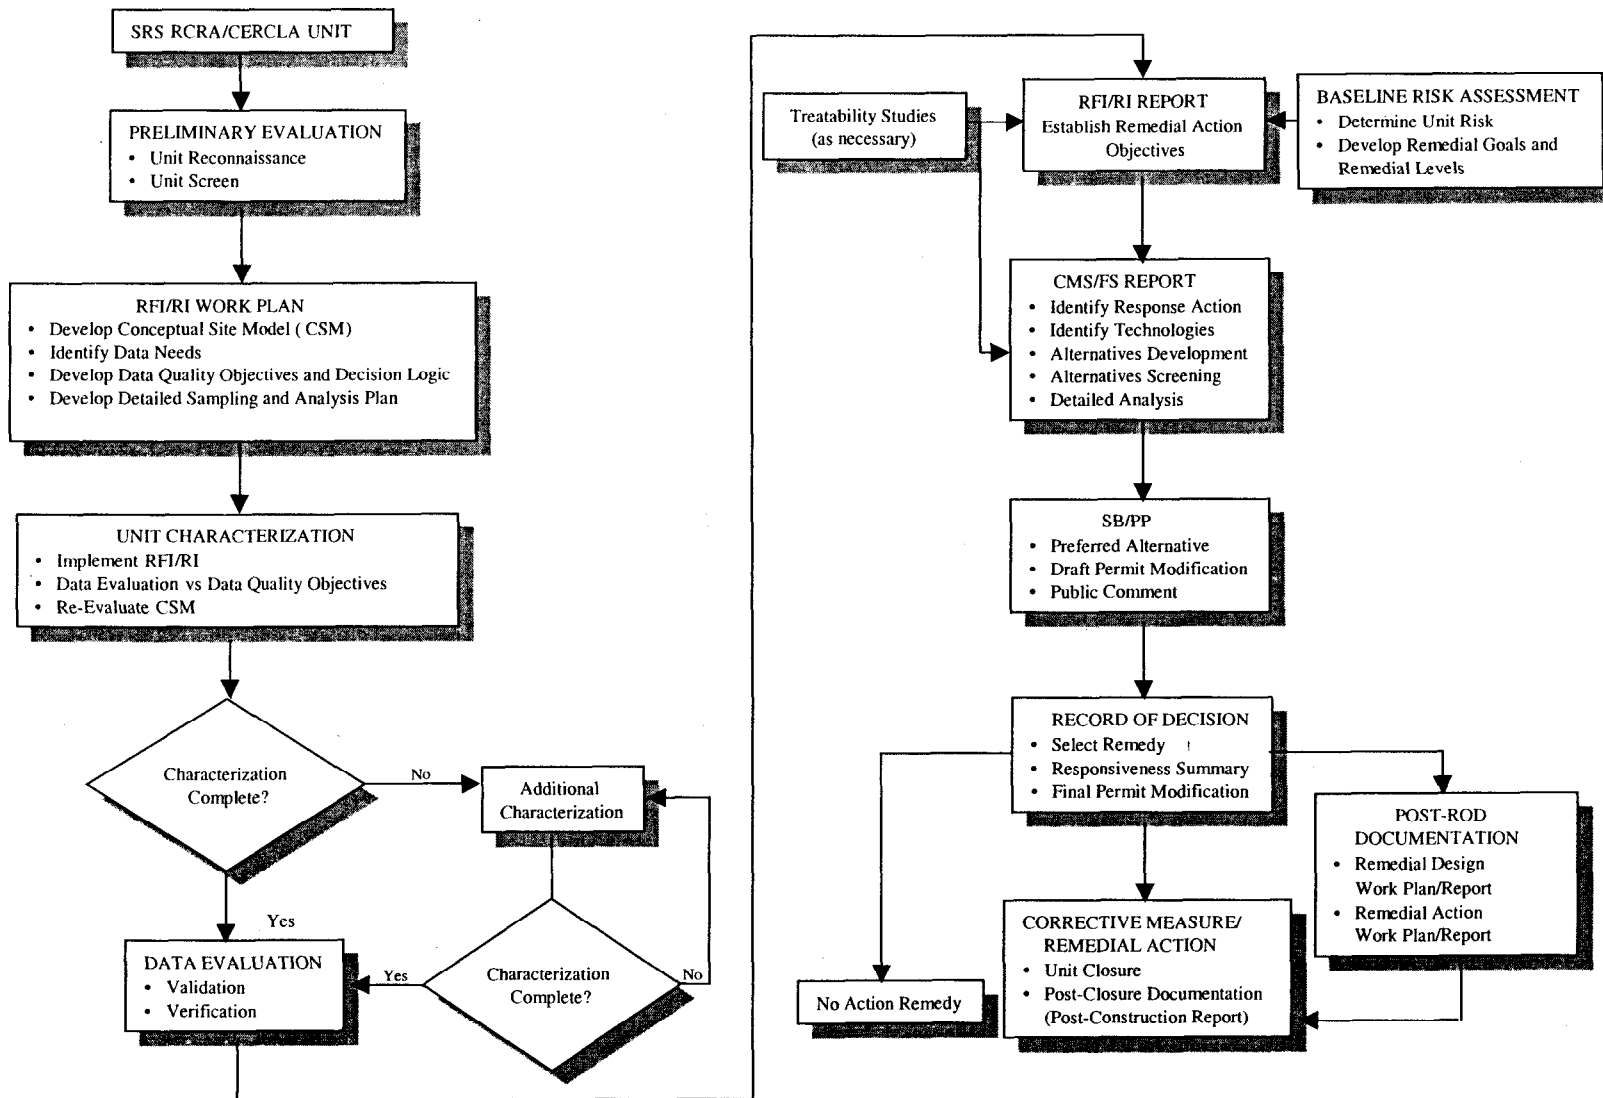 SRS RCRA/CERCLA UNIT
PRELIMINARY EVALUATION
• Unit Reconnaissance
• Unit Screen
RFI/RI WORK PLAN
• Develop Conceptual Site Model ( CSM)
• Identify Data Needs
• Develop Data Quality Objectives and Decision Logic
• Develop Detailed Sampling and Analysis Plan
UNIT CHARACTERIZATION
• Implement RFI/RI
• Data Evaluation vs Data Quality Objectives
• Re-Evaluate CSM
Characterization
Complete?
No
Additional
Characterization
Yes
DATA EVALUATION
• Validation
• Verification
Yes
Characterization
Complete?
No
Treatability Studies
(as necessary)
RFI/RI REPORT
Establish Remedial Action
Objectives
BASELINE RISK ASSESSMENT
• Determine Unit Risk
• Develop Remedial Goals and
Remedial Levels
CMS/FS REPORT
• Identify Response Action
• Identify Technologies
• Alternatives Development
• Alternatives Screening
• Detailed Analysis
SB/PP
• Preferred Alternative
• Draft Permit Modification
• Public Comment
RECORD OF DECISION
• Select Remedy
• Responsiveness Summary
• Final Permit Modification
POST-ROD
DOCUMENTATION
• Remedial Design
Work Plan/Report
• Remedial Action
Work Plan/Report
No Action Remedy
CORRECTIVE MEASURE/
REMEDIAL ACTION
• Unit Closure
• Post-Closure Documentation
(Post-Construction Report)